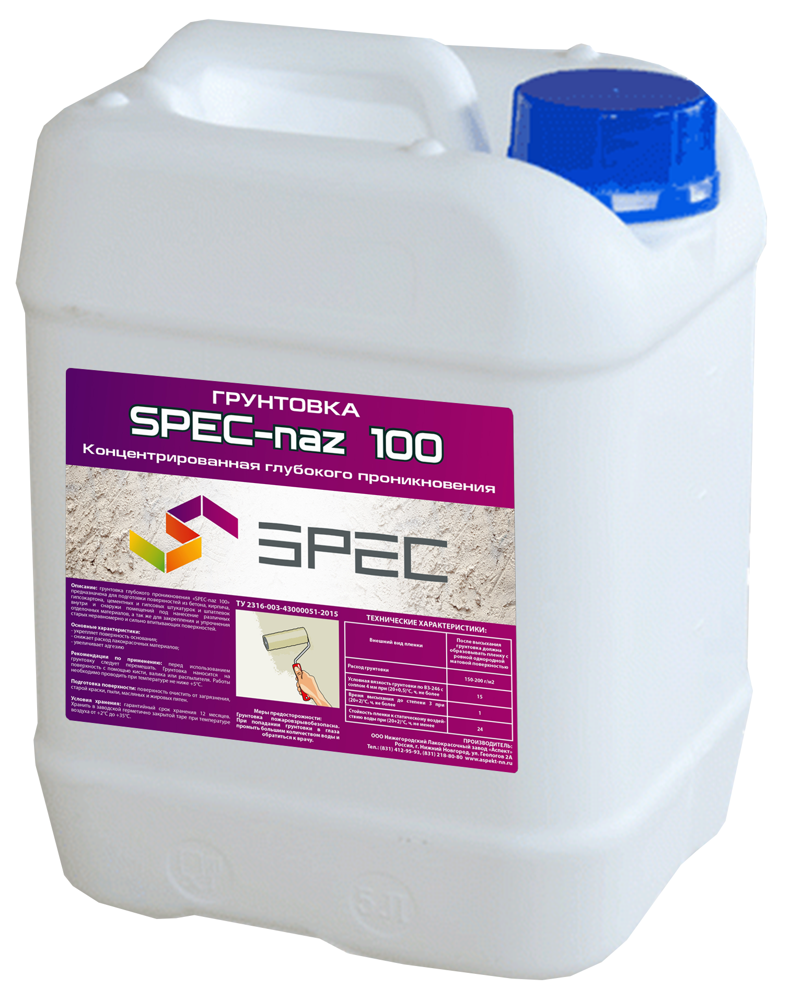 ГРУНТОВКА
SPEC-naz 100
Концентрированная глубокого проникновения
SPEC
Описание: грунтовка глубокого проникновения «SPEC-naz 100»
предназначена для подготовки поверхностей из бетона, кирпича,
гипсокартона, цементных и гипсовых штукатурок и шпатлевок
внутри и снаружи помещений под нанесение различных
отделочных материалов, а так же для закрепления и упрочнения
старых неравномерно и сильно впитывающих поверхностей.
Основные характеристики:
- укрепляет поверхность основания;
- снижает расход лакокрасочных материалов;
- увеличивает адгезию
Рекомендации по применению: перед использованием
грунтовку следует перемешать. Грунтовка наносится на
поверхность с помощью кисти, валика или распылителя. Работы
необходимо проводить при температуре не ниже +5°С.
Подготовка поверхности: поверхность очистить от загрязнения,
старой краски, пыли, масляных и жировых пятен.
Условия хранения: гарантийный срок хранения 12 месяцев.
Хранить в заводской герметично закрытой таре при температуре
воздуха от +2°С до +35°С.
ТУ 2316-003-43000051-2015
Меры предосторожности:
Грунтовка пожаровзрывобезопасна.
При попадании грунтовки в глаза
промыть большим количеством воды и
обратиться к врачу.
ТЕХНИЧЕСКИЕ ХАРАКТЕРИСТИКИ:
Внешний вид пленки
После высыхания
грунтовка должна
образовывать пленку с
ровной однородной
матовой поверхностью
Расход грунтовки
150-200 г/м2
Условная вязкость грунтовки по ВЗ-246 с
соплом 4 мм при (20+0,5)°С, ч, не более
15
Время высыхания до степени 3 при
(20+2)°С, ч, не более
1
Стойкость пленки к статическому воздей-
ствию воды при (20+2)°С, ч, не менее
24
ПРОИЗВОДИТЕЛЬ:
ООО Нижегородский Лакокрасочный завод «Аспект»
Россия, г. Нижний Новгород, ул. Геологов 2А
Тел.: (831) 412-95-93, (831) 218-80-80 www.aspekt-nn.ru